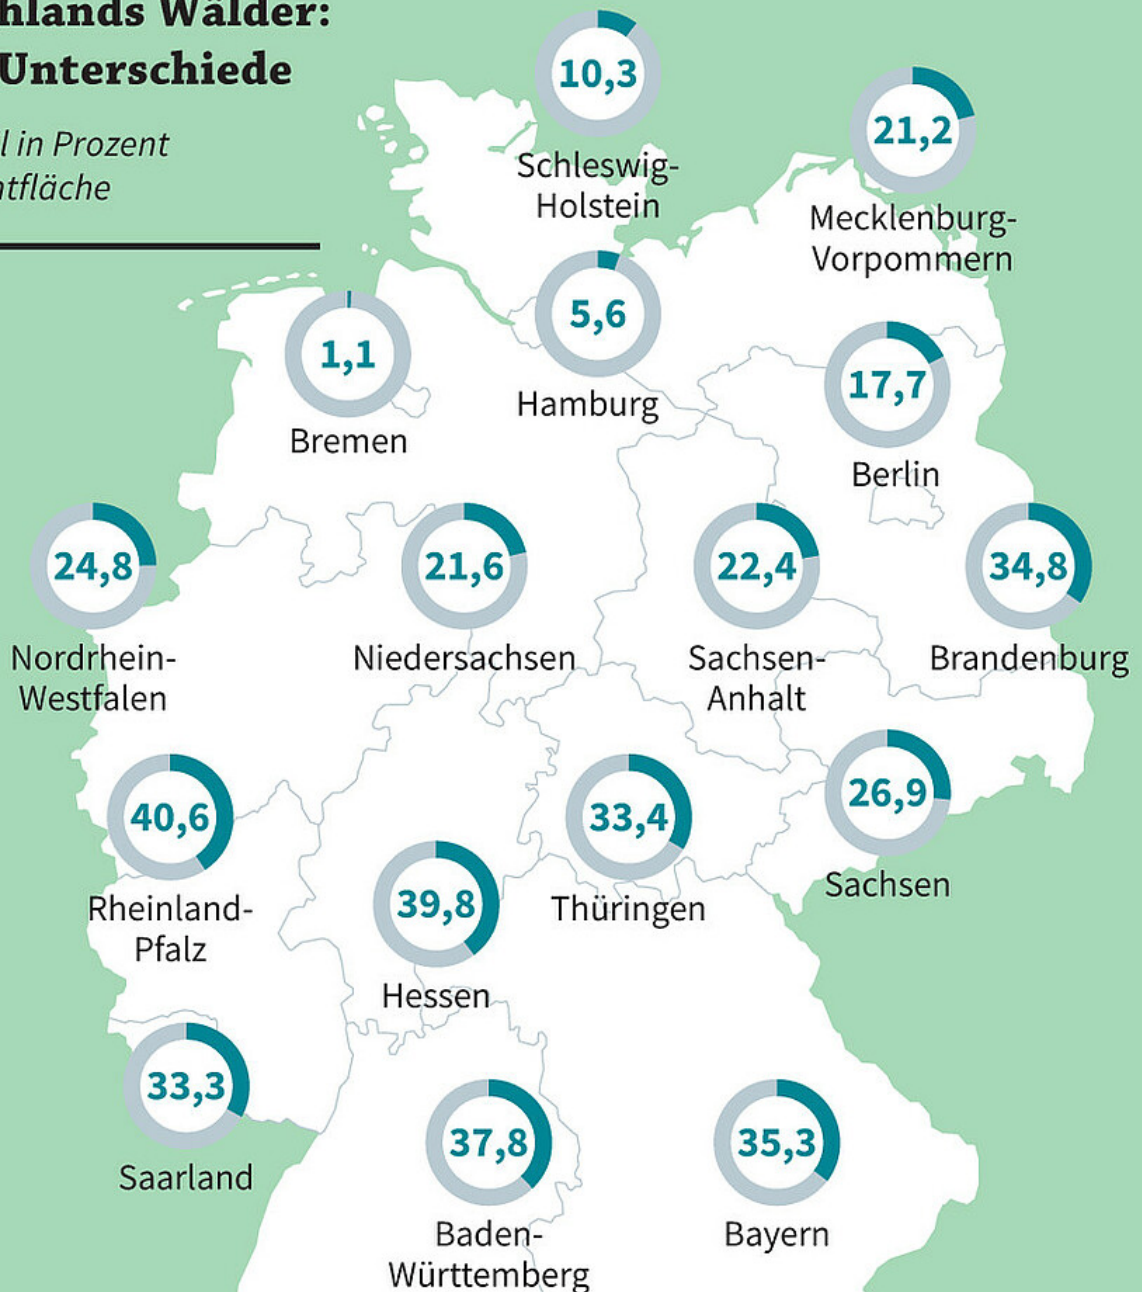 hlands Wälder:
Unterschiede
l in Prozent
tfläche
10,3
Schleswig-
Holstein
21,2
Mecklenburg-
Vorpommern
5,6
Hamburg
1,1
Bremen
17,7
Berlin
24,8
Nordrhein-
Westfalen
21,6
Niedersachsen
22,4
Sachsen-
Anhalt
34,8
Brandenburg
40,6
Rheinland-
Pfalz
39,8
Hessen
33,4
Thüringen
26,9
Sachsen
33,3
Saarland
37,8
Baden-
Württemberg
35,3
Bayern